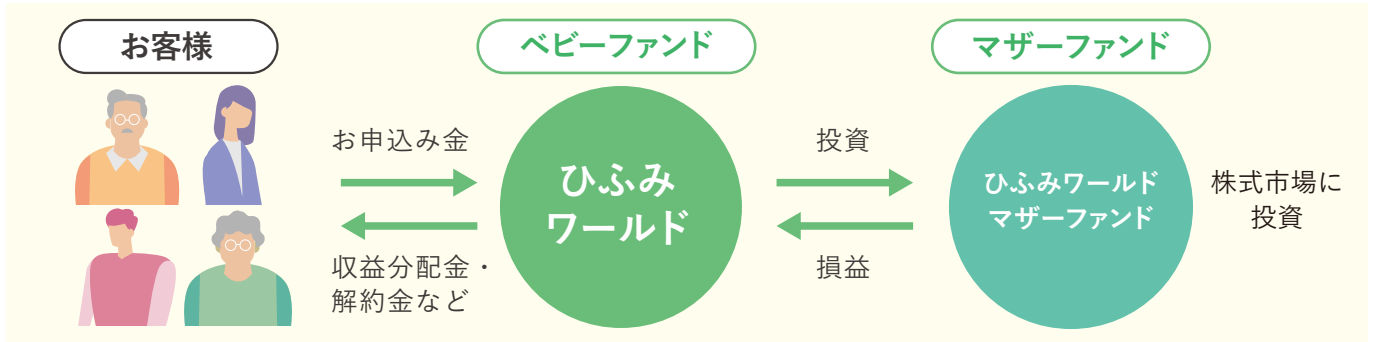 お客様
ベビーファンド
マザーファンド
お申込み金
収益分配金・
解約金など
ひふみ
ワールド
投資
損益
ひふみワールド
マザーファンド
株式市場に
投資